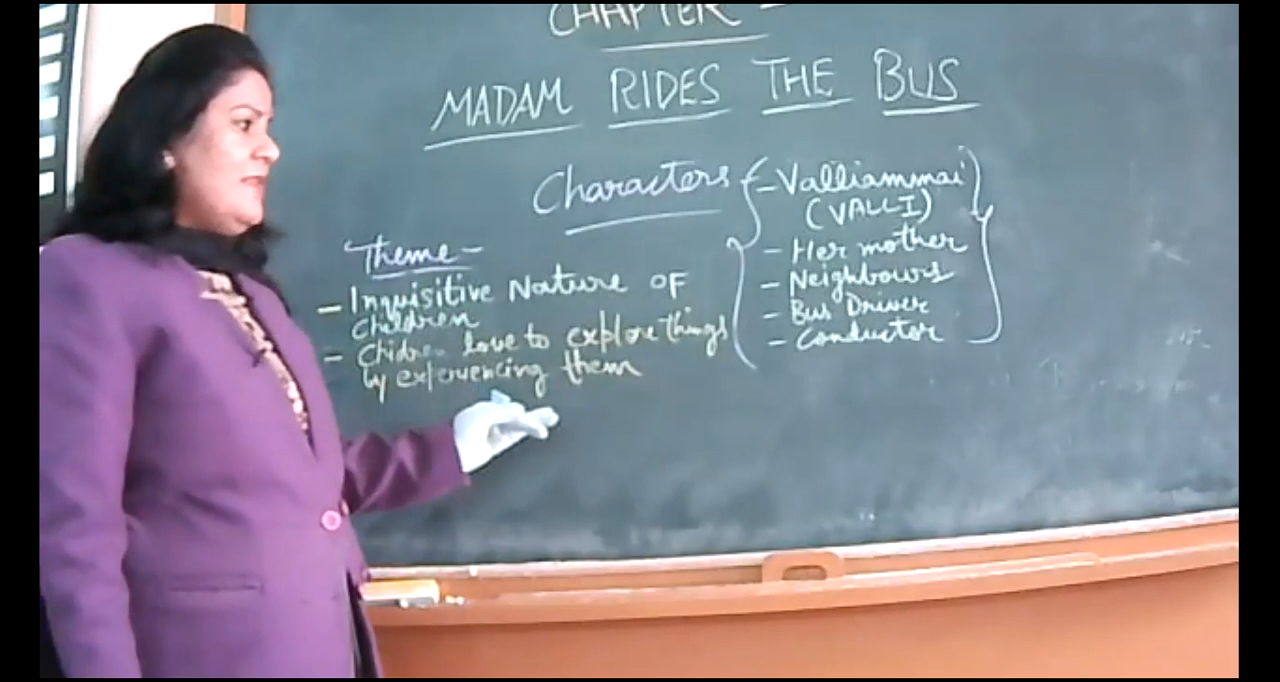 CHAPTER -
MADAM RIDES THE BUS
Characters
- Valliammai
(VALLI)
- Her mother
- Neighbours
- Bus Driver
- Conductor
Theme -
- Inquisitive Nature OF
children
- Chidren love to explore things
by experiencing them